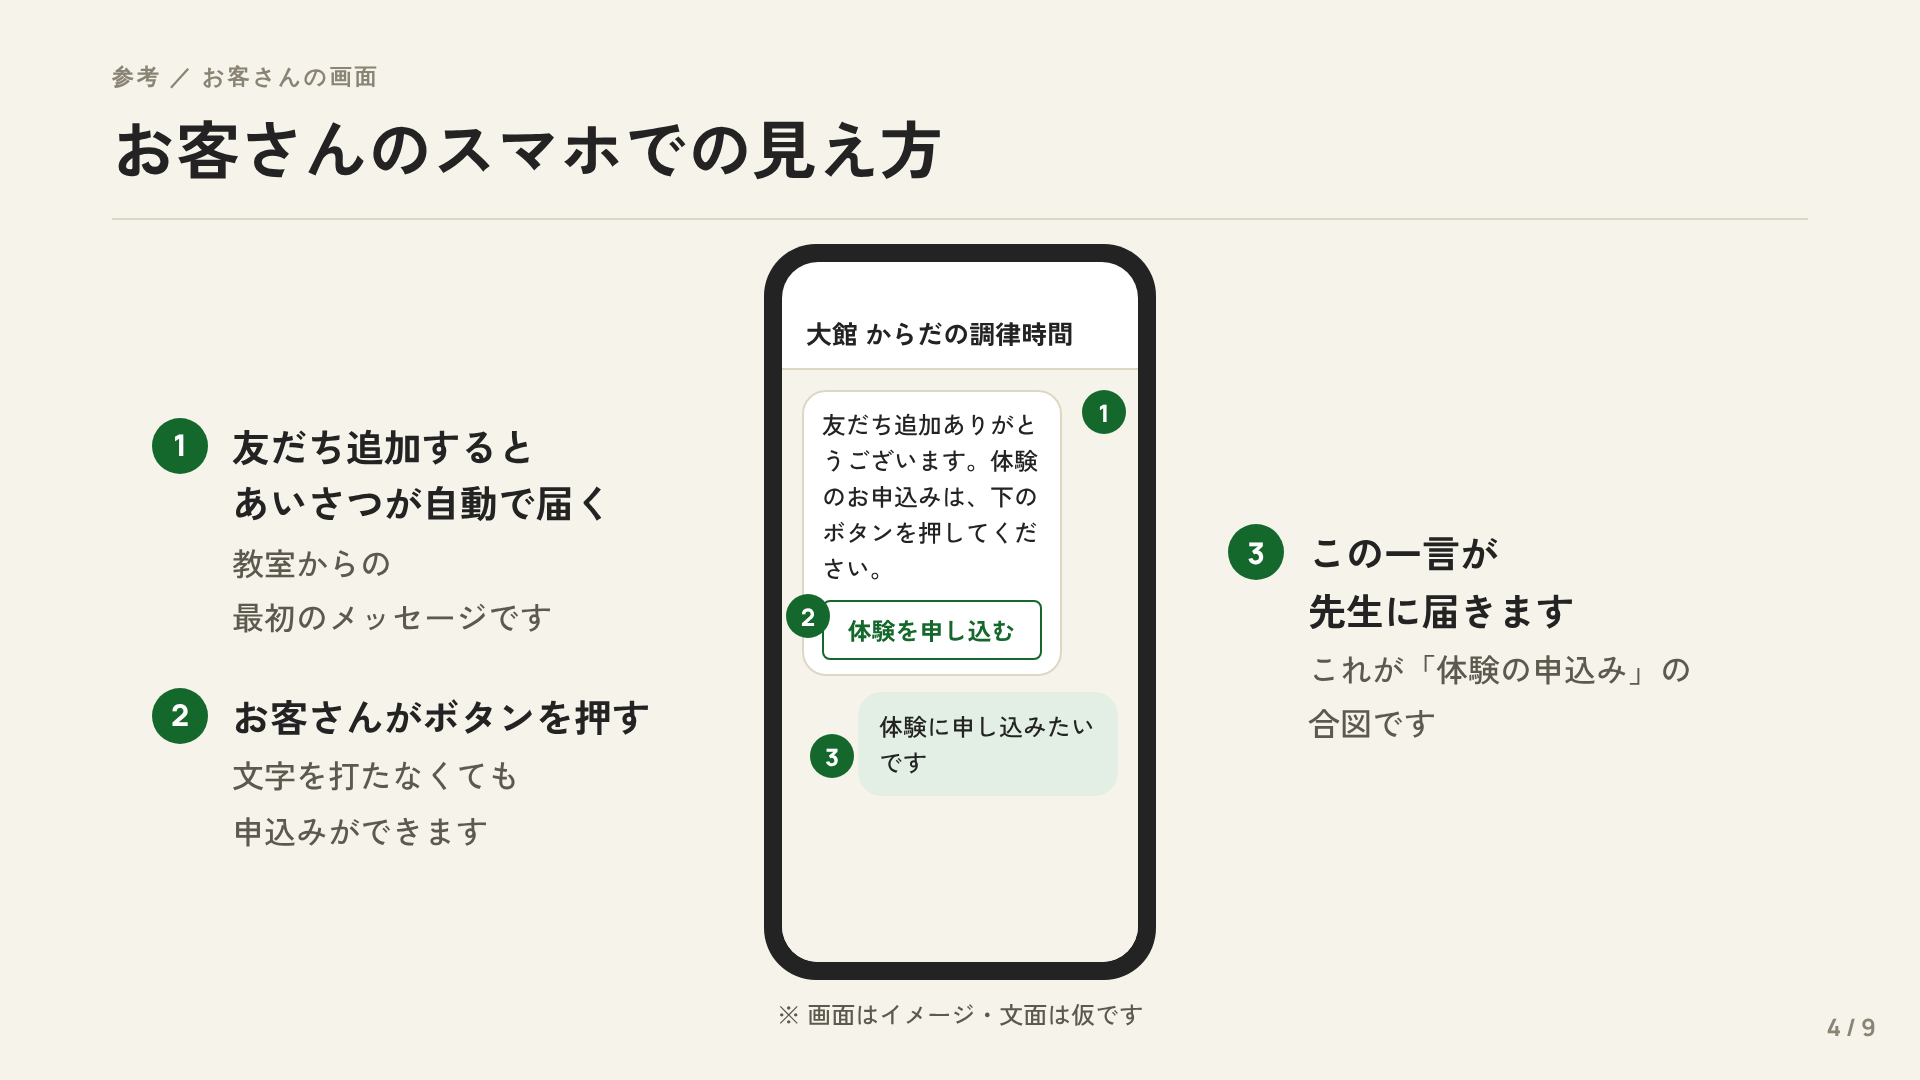 参考 ／ お客さんの画面
お客さんのスマホでの見え方
1
友だち追加すると
あいさつが自動で届く
教室からの
最初のメッセージです
2
お客さんがボタンを押す
文字を打たなくても
申込みができます
大館 からだの調律時間
友だち追加ありがと
うございます。体験
のお申込みは、下の
ボタンを押してくだ
さい。
1
2
体験を申し込む
体験に申し込みたい
です
3
3
この一言が
先生に届きます
これが「体験の申込み」の
合図です
※ 画面はイメージ・文面は仮です
4 / 9